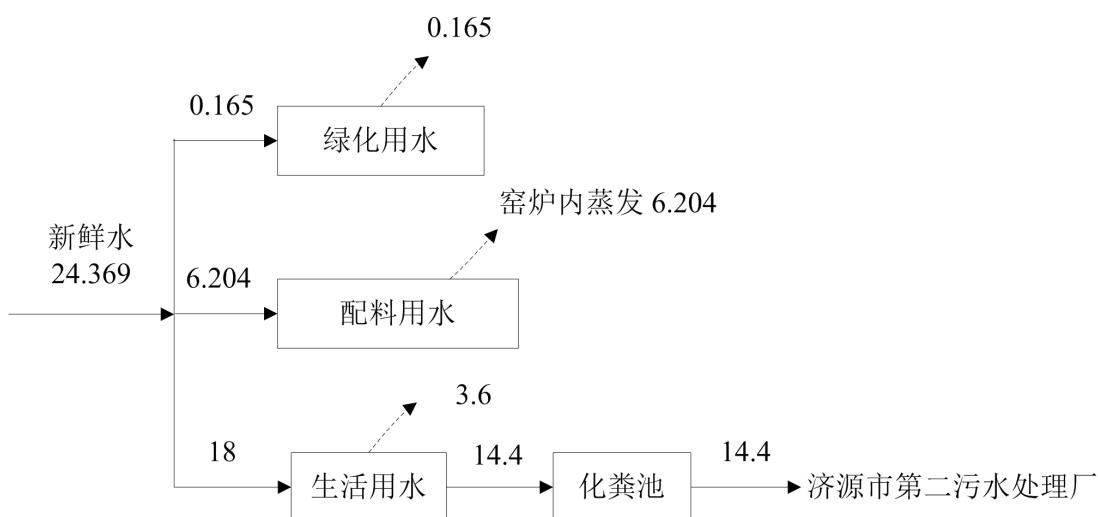 0.165
0.165
绿化用水
窑炉内蒸发 6.204
新鲜水
24.369
6.204
配料用水
3.6
18
14.4
14.4
生活用水
化粪池
济源市第二污水处理厂